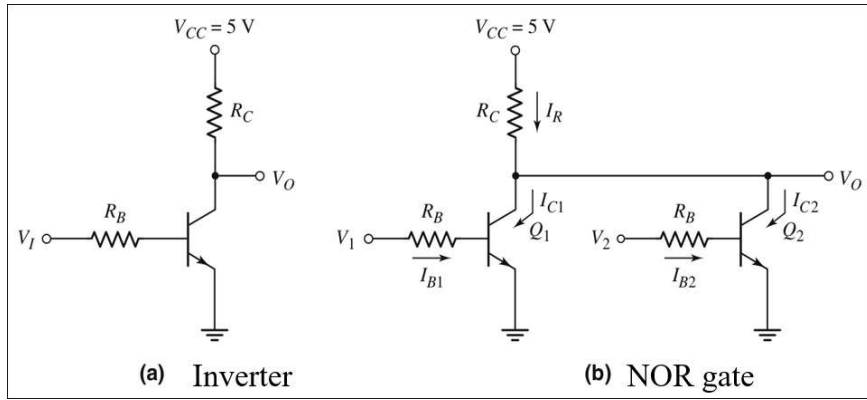 V_CC = 5 V
R_C
V_O
R_B
V_I
(a) Inverter
V_CC = 5 V
R_C
I_R
V_O
I_C1
I_C2
R_B
R_B
V_1
Q_1
V_2
Q_2
I_B1
I_B2
(b) NOR gate